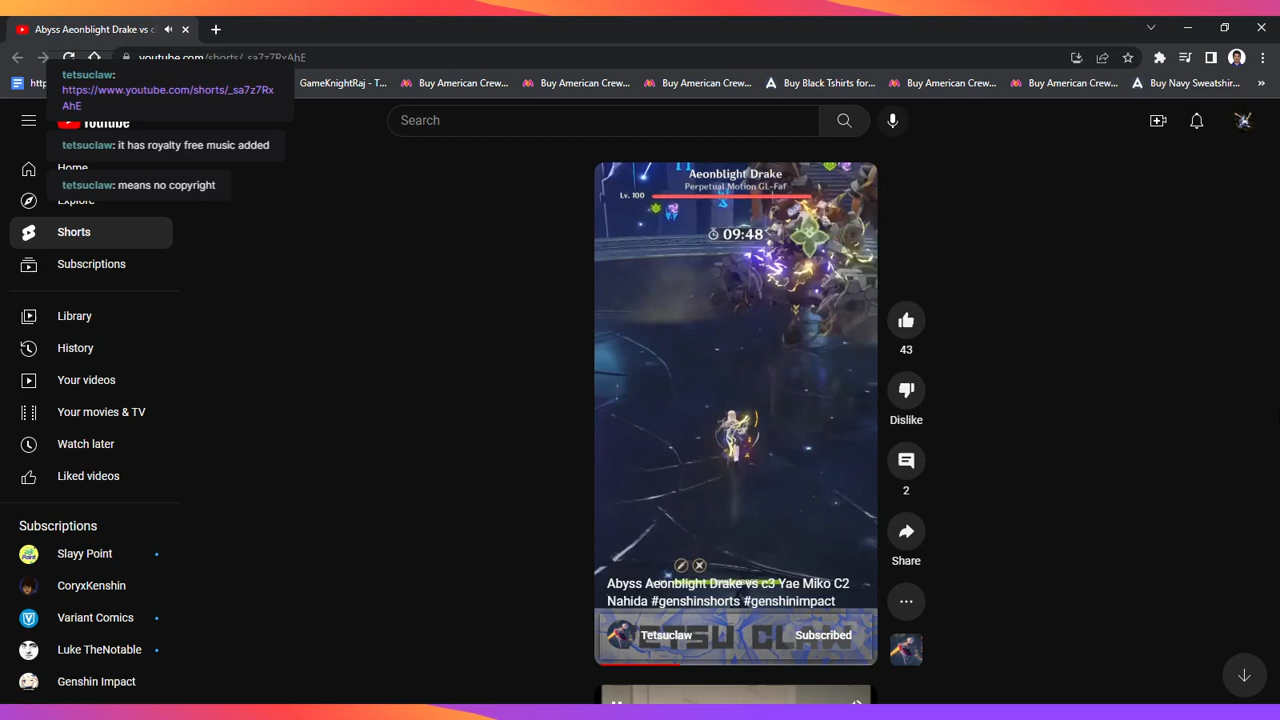 Abyss Aeonblight Drake vs c
youtube.com/shorts/_sa7z7RxAhE
tetsuclaw:
https://www.youtube.com/shorts/_sa7z7Rx
AhE
tetsuclaw: it has royalty free music added
tetsuclaw: means no copyright
GameKnightRaj - T...
Buy American Crew...
Buy American Crew...
Buy American Crew...
Buy Black Tshirts for...
Buy American Crew...
Buy American Crew...
Buy Navy Sweatshir...
»
YouTube
Search
Home
Explore
Shorts
Subscriptions
Library
History
Your videos
Your movies & TV
Watch later
Liked videos
Subscriptions
Slayy Point
CoryxKenshin
Variant Comics
Luke TheNotable
Genshin Impact
Aeonblight Drake
Perpetual Motion GL-Faf
Lv. 100
09:48
Abyss Aeonblight Drake vs c3 Yae Miko C2
Nahida #genshinshorts #genshinimpact
Tetsuclaw
Subscribed
TETSU CLAW
43
Dislike
2
Share